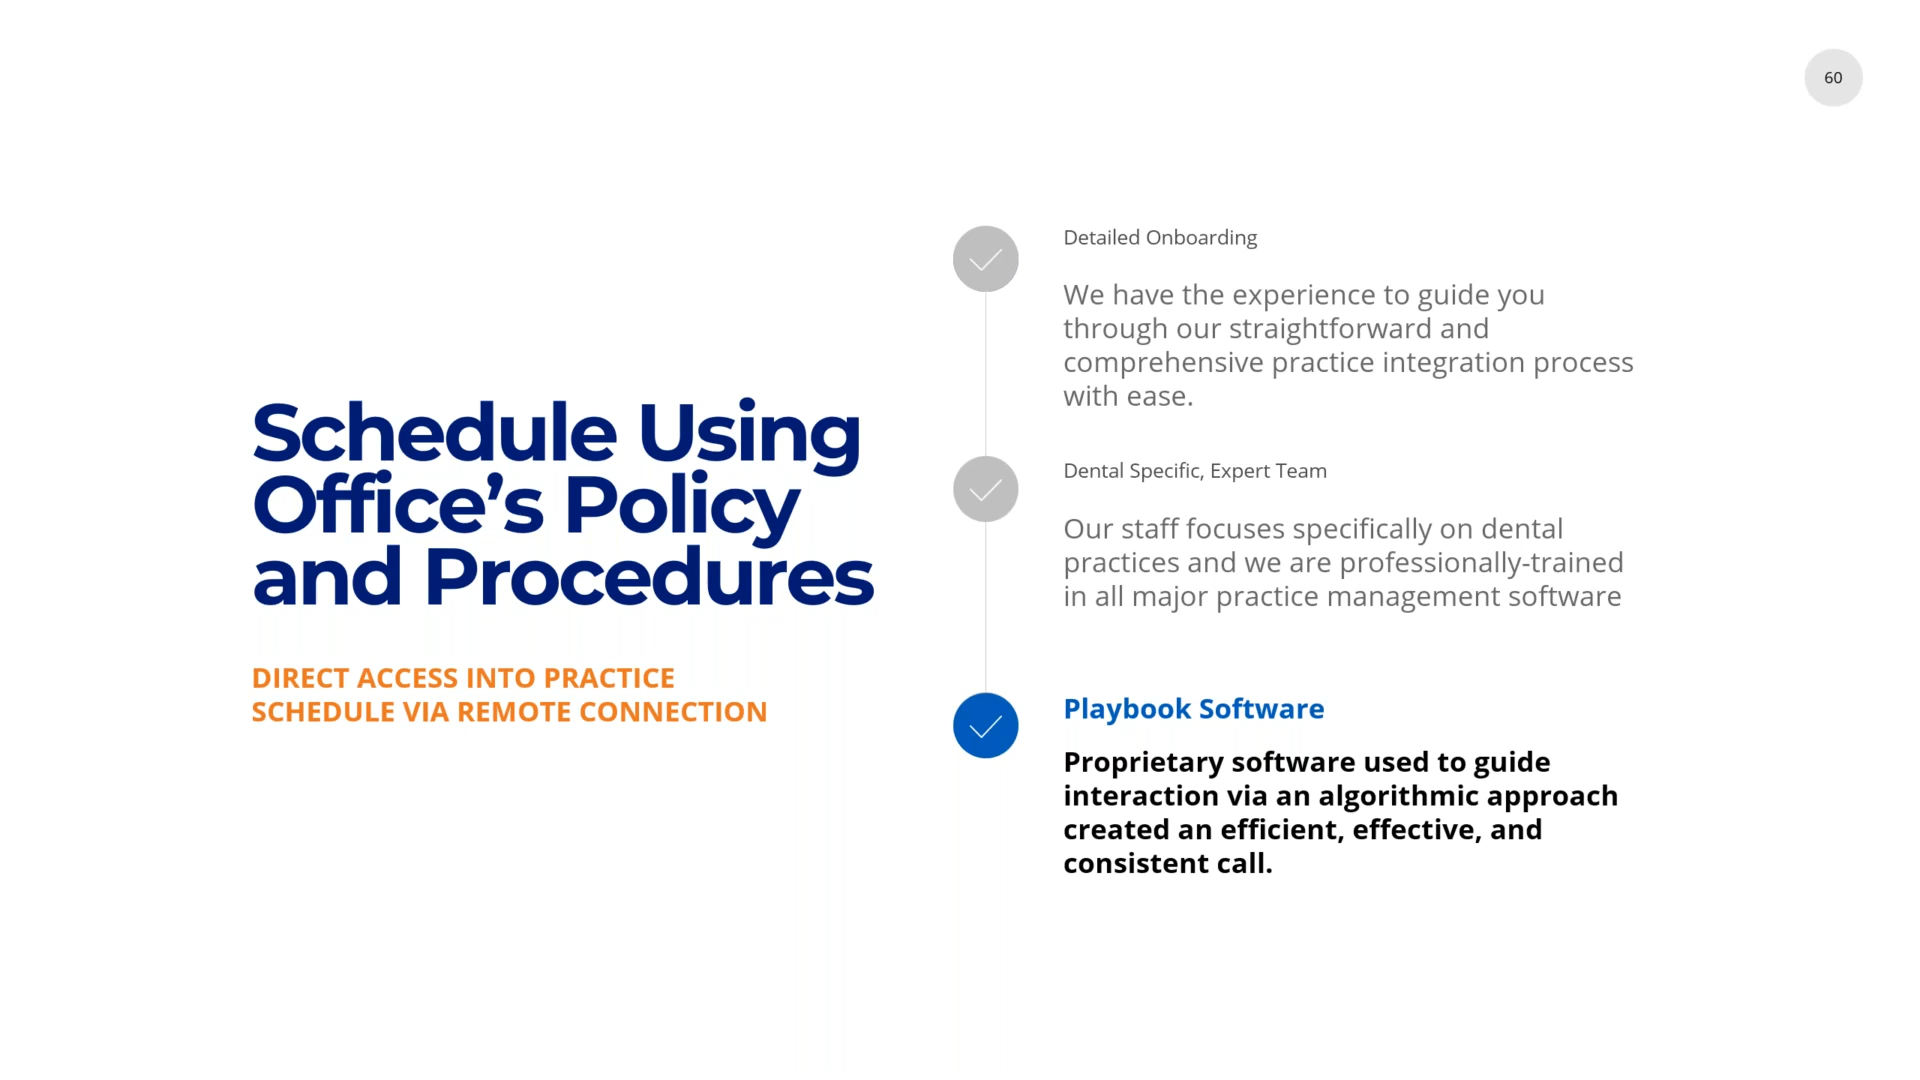 60
Schedule Using
Office’s Policy
and Procedures
DIRECT ACCESS INTO PRACTICE
SCHEDULE VIA REMOTE CONNECTION
Detailed Onboarding
We have the experience to guide you
through our straightforward and
comprehensive practice integration process
with ease.
Dental Specific, Expert Team
Our staff focuses specifically on dental
practices and we are professionally-trained
in all major practice management software
Playbook Software
Proprietary software used to guide
interaction via an algorithmic approach
created an efficient, effective, and
consistent call.